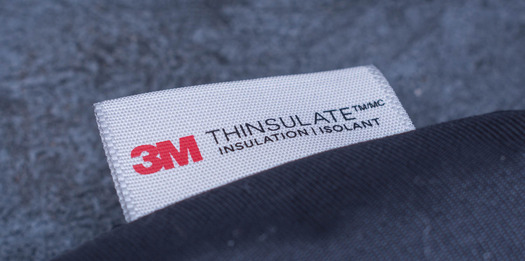 3M THINSULATE™/MC
INSULATION | ISOLANT